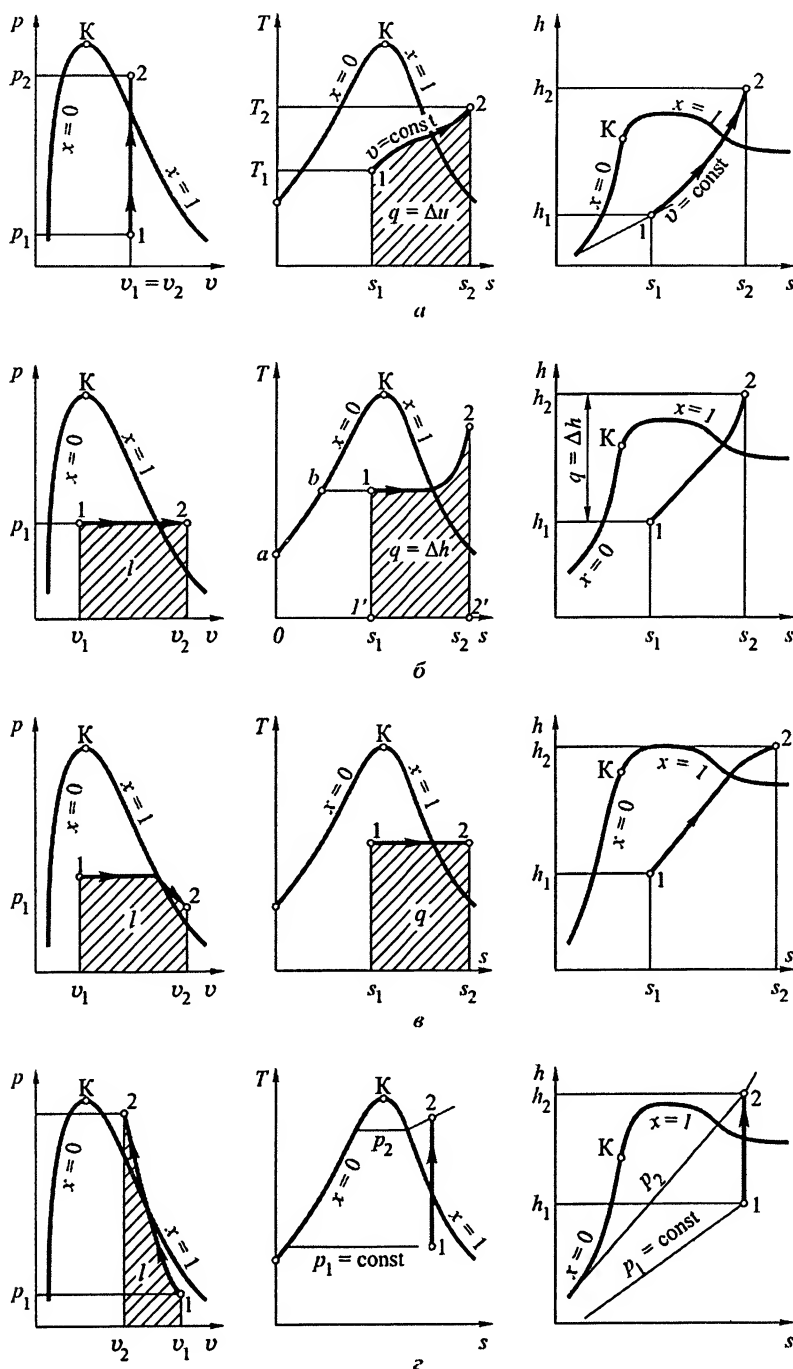 p
K
p₂
2
x = 0
x = 1
p₁
1
v₁ = v₂
v
T
K
x = 0
x = 1
T₂
2
v = const
T₁
1
q = Δu
s₁
s₂
s
h
h₂
2
K
x = 1
x = 0
v = const
h₁
1
s₁
s₂
s
а
p
K
x = 0
x = 1
p₁
1
2
l
v₁
v₂
v
T
K
x = 0
x = 1
2
b
1
a
q = Δh
1′
2′
0
s₁
s₂
s
h
h₂
2
x = 1
K
q = Δh
h₁
1
x = 0
s₁
s₂
s
б
p
K
x = 0
x = 1
1
2
p₁
l
v₁
v₂
v
T
K
x = 0
x = 1
1
2
q
s
s₁
s₂
h
h₂
2
K
x = 1
x = 0
h₁
1
s
s₁
s₂
в
p
K
2
x = 0
x = 1
l
p₁
1
v₂
v₁
v
T
K
2
p₂
x = 0
x = 1
1
p₁ = const
s
h
h₂
2
x = 1
K
p₂
h₁
1
x = 0
p₁ = const
s
г